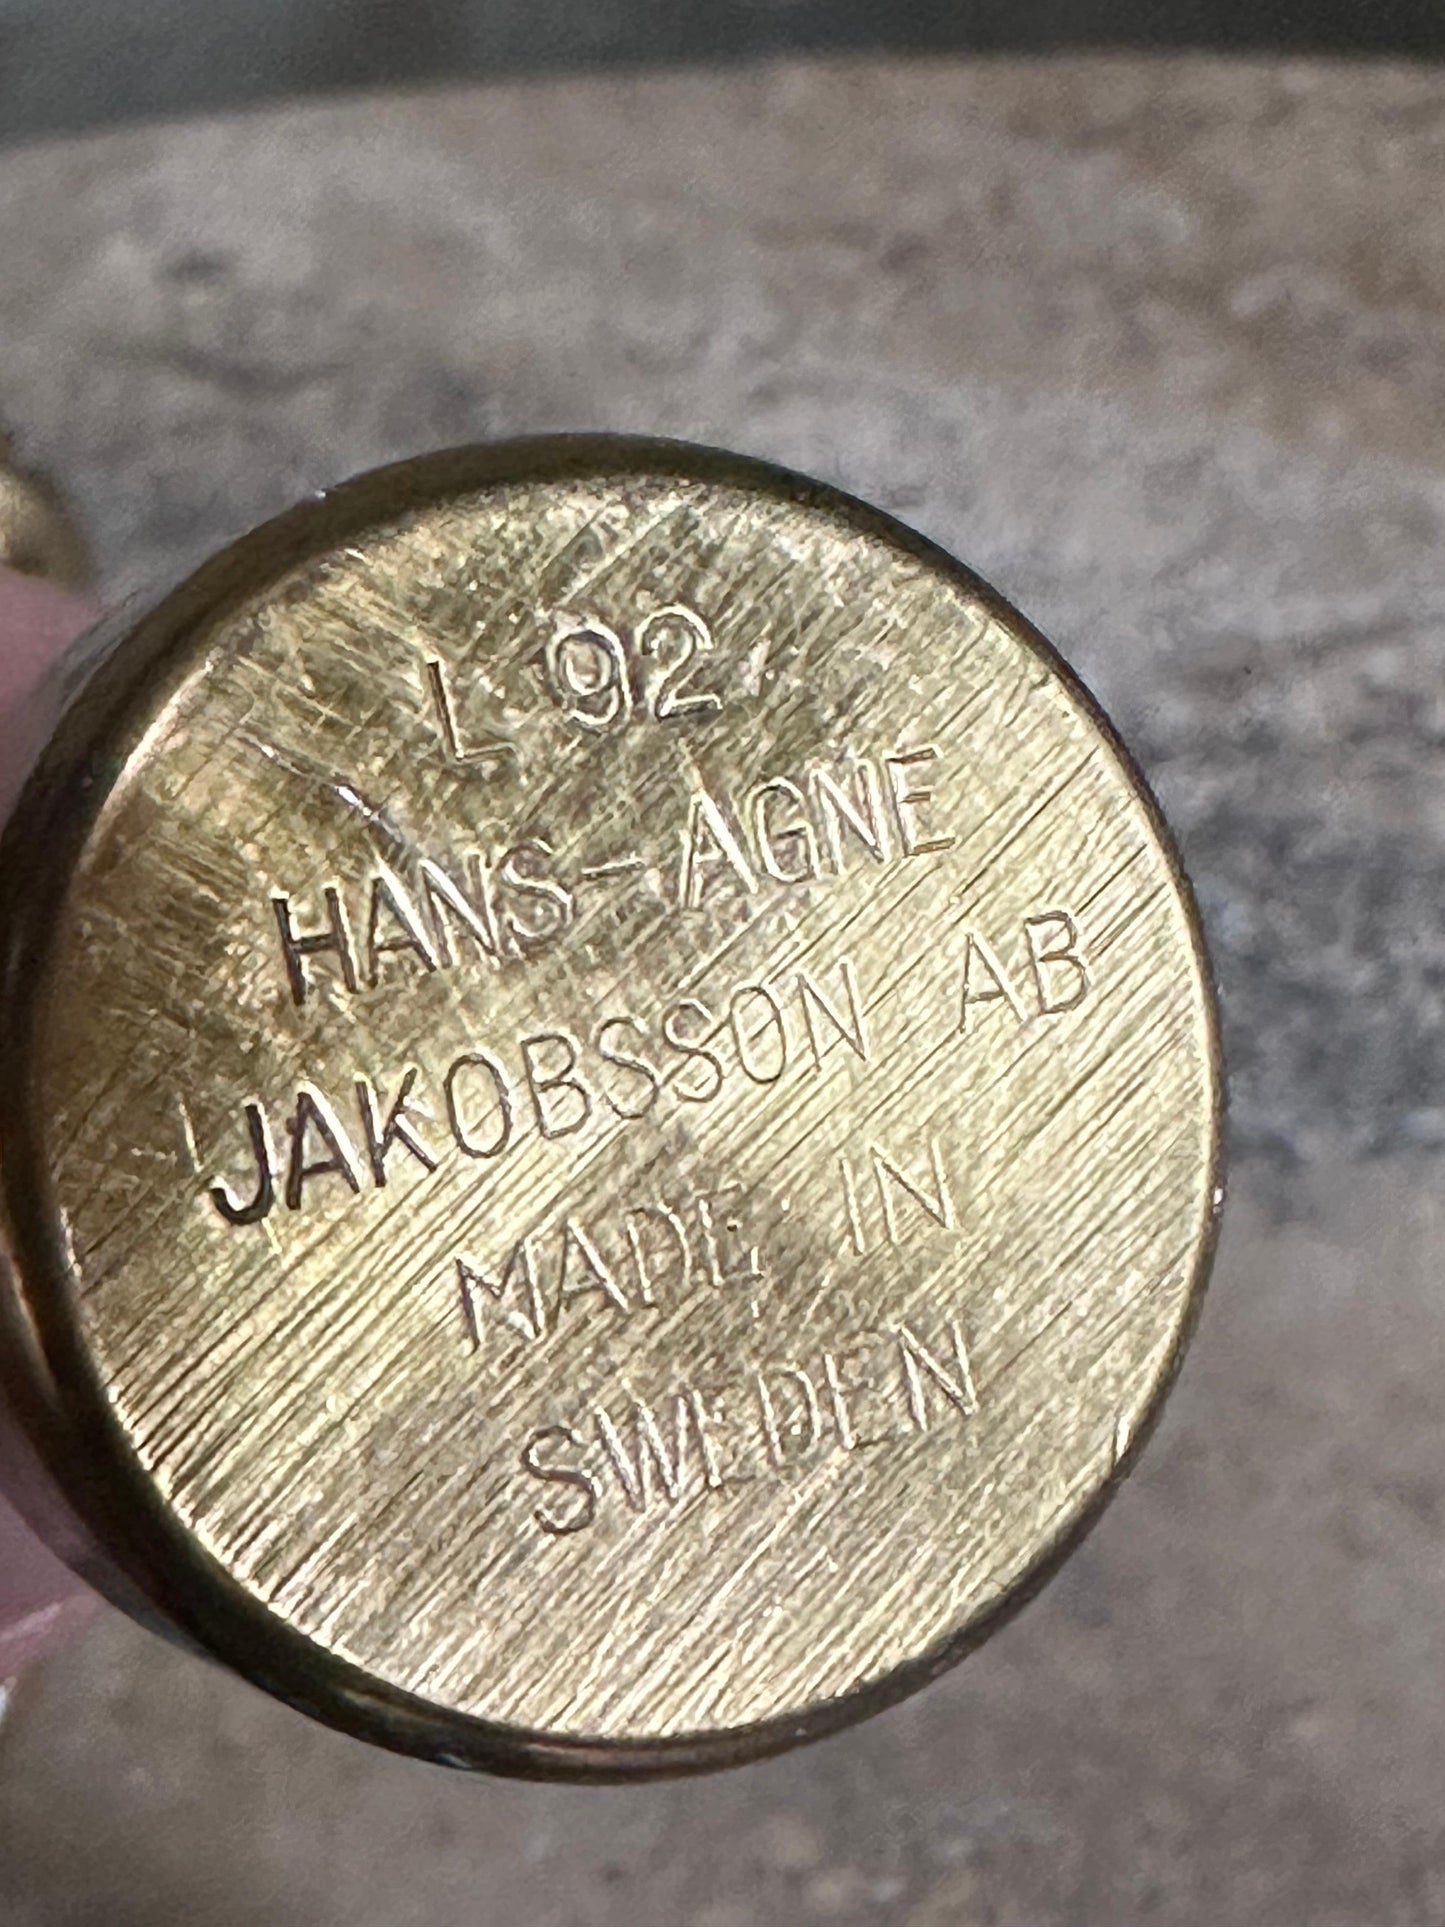 L 92
HANS-AGNE
JAKOBSSON AB
MADE IN
SWEDEN